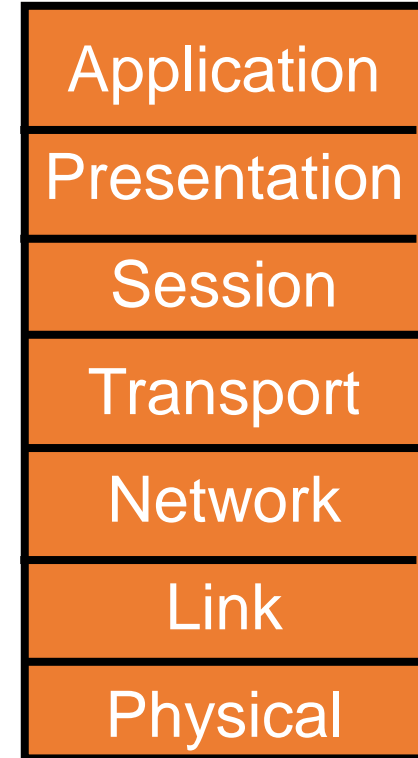 Application
Presentation
Session
Transport
Network
Link
Physical